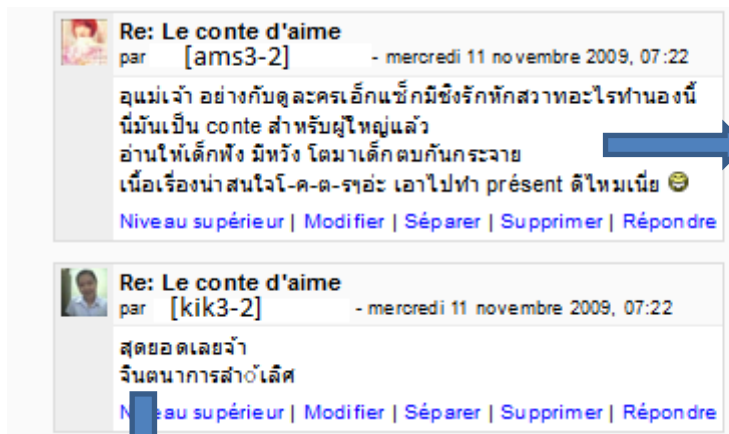 Re: Le conte d'aime
par [ams3-2] - mercredi 11 novembre 2009, 07:22
อุแม่เจ้า อย่างกับดูละครเอ็กแซ็กมีชิงรักหักสวาทอะไรทำนองนี้
นี่มันเป็น conte สำหรับผู้ใหญ่แล้ว
อ่านให้เด็กฟัง มีหวัง โตมาเด็กตบกันกระจาย
เนื้อเรื่องน่าสนใจโ-ค-ต-รๆอ่ะ เอาไปทำ présent ดีไหมเนี่ย
Niveau supérieur | Modifier | Séparer | Supprimer | Répondre
Re: Le conte d'aime
par [kik3-2] - mercredi 11 novembre 2009, 07:22
สุดยอดเลยจ้า
จินตนาการลำ้เลิศ
supérieur | Modifier | Séparer | Supprimer | Répondre